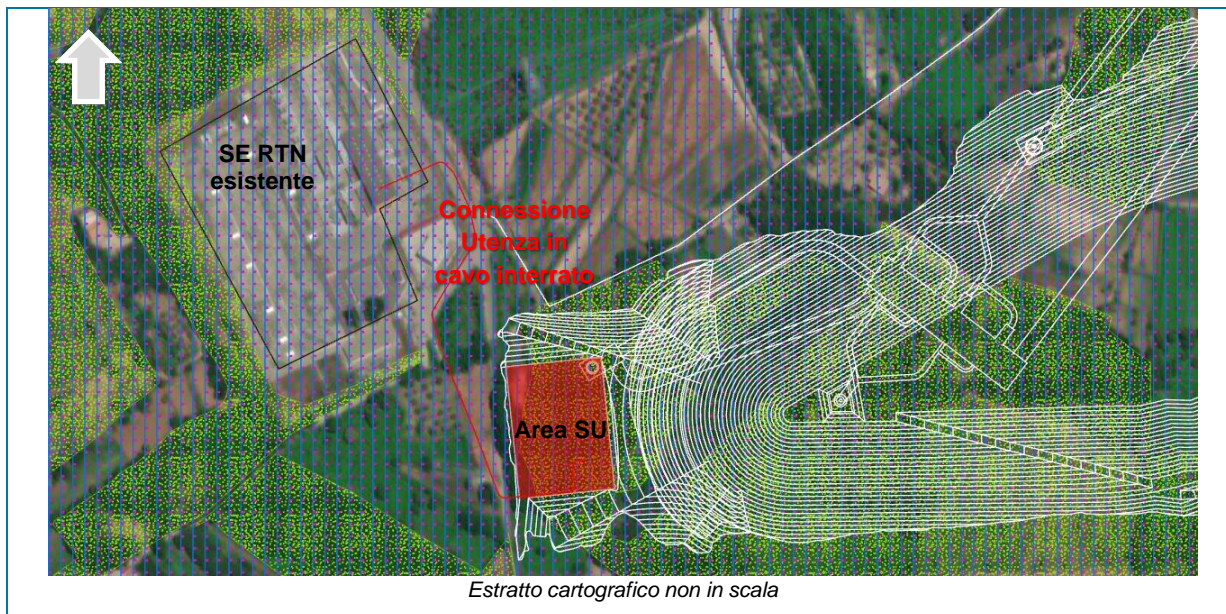 SE RTN
esistente
Connessione
Utenza in
cavo interrato
Area SU
Estratto cartografico non in scala